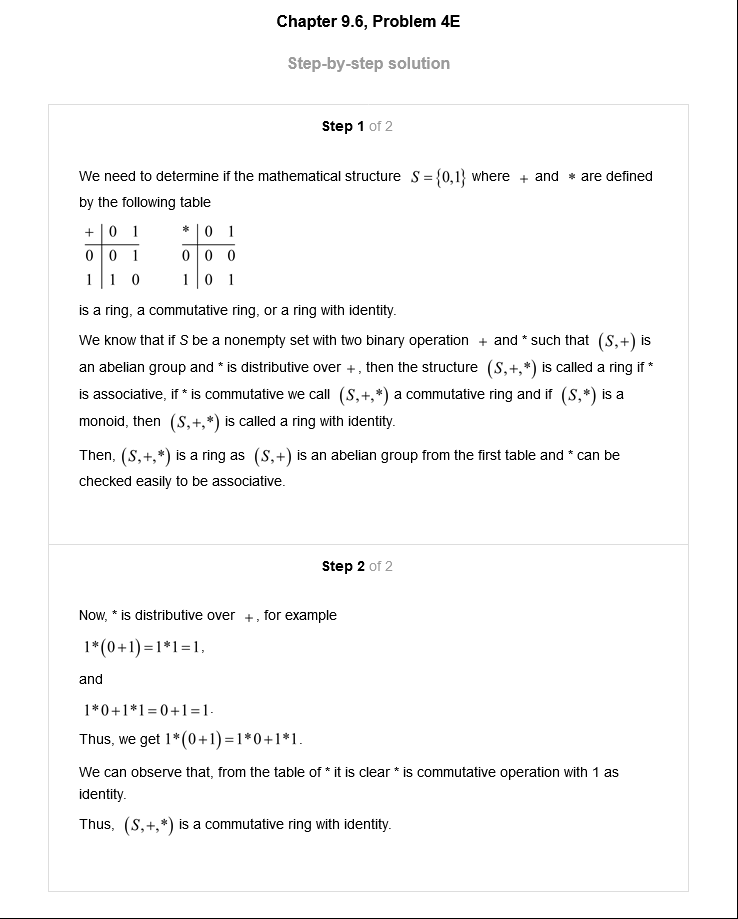 Chapter 9.6, Problem 4E
Step-by-step solution
Step 1 of 2
We need to determine if the mathematical structure S = {0,1} where + and * are defined
by the following table
+ | 0 1 * | 0 1
0 | 0 1 0 | 0 0
1 | 1 0 1 | 0 1
is a ring, a commutative ring, or a ring with identity.
We know that if S be a nonempty set with two binary operation + and * such that (S,+) is
an abelian group and * is distributive over +, then the structure (S,+,*) is called a ring if *
is associative, if * is commutative we call (S,+,*) a commutative ring and if (S,*) is a
monoid, then (S,+,*) is called a ring with identity.
Then, (S,+,*) is a ring as (S,+) is an abelian group from the first table and * can be
checked easily to be associative.
Step 2 of 2
Now, * is distributive over +, for example
1*(0+1)=1*1=1,
and
1*0+1*1=0+1=1.
Thus, we get 1*(0+1)=1*0+1*1.
We can observe that, from the table of * it is clear * is commutative operation with 1 as
identity.
Thus, (S,+,*) is a commutative ring with identity.